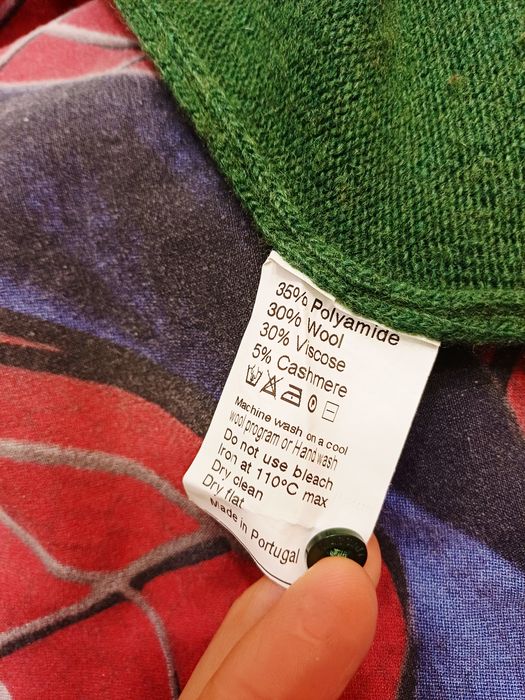 35% Polyamide
30% Wool
30% Viscose
5% Cashmere
Machine wash on a cool
wool program or Hand wash
Do not use bleach
Iron at 110°C max
Dry clean
Dry flat
Made in Portugal